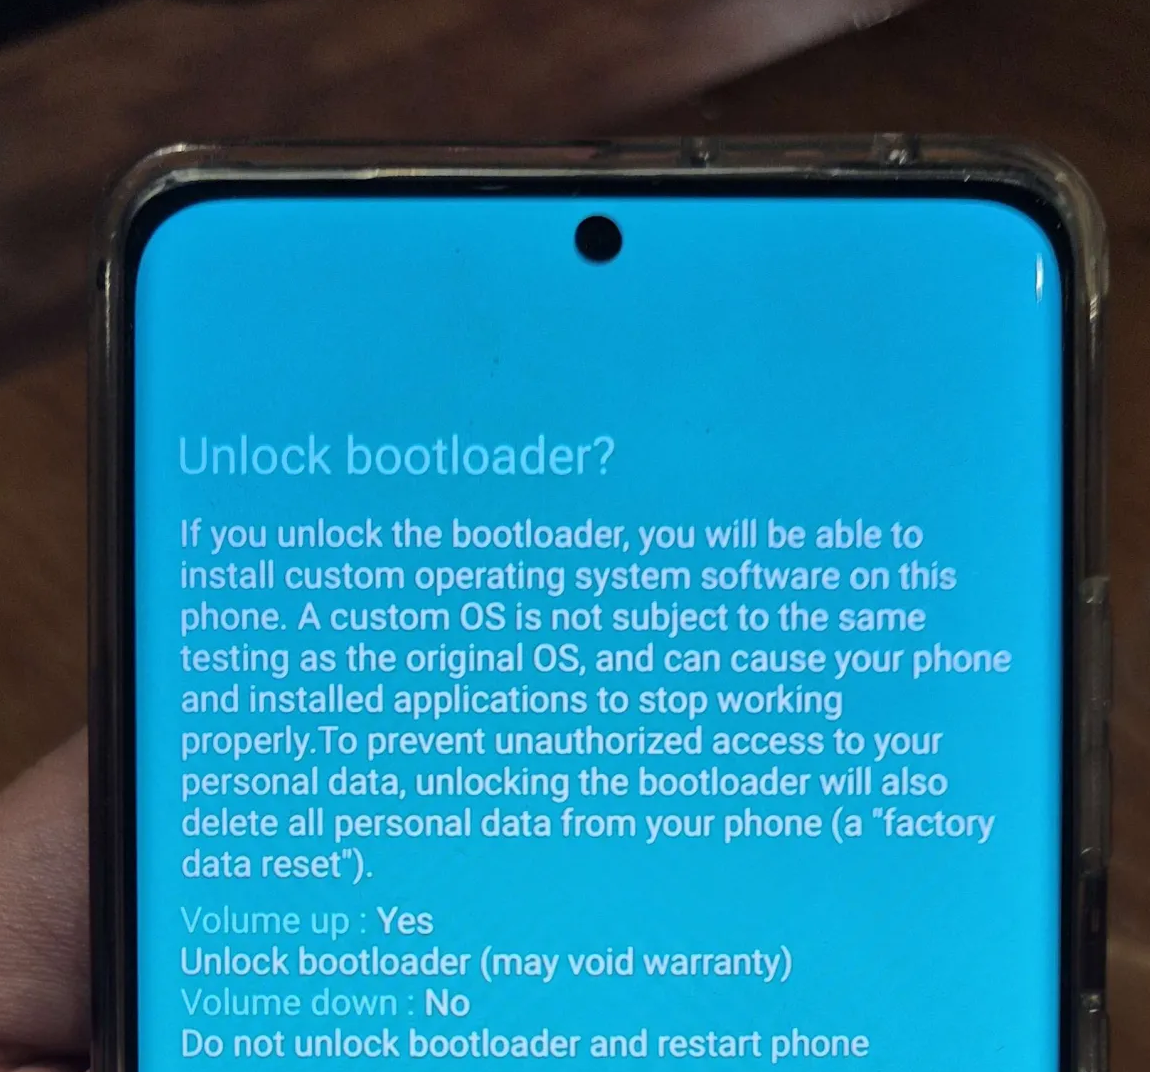 Unlock bootloader?
If you unlock the bootloader, you will be able to
install custom operating system software on this
phone. A custom OS is not subject to the same
testing as the original OS, and can cause your phone
and installed applications to stop working
properly.To prevent unauthorized access to your
personal data, unlocking the bootloader will also
delete all personal data from your phone (a "factory
data reset").
Volume up : Yes
Unlock bootloader (may void warranty)
Volume down : No
Do not unlock bootloader and restart phone